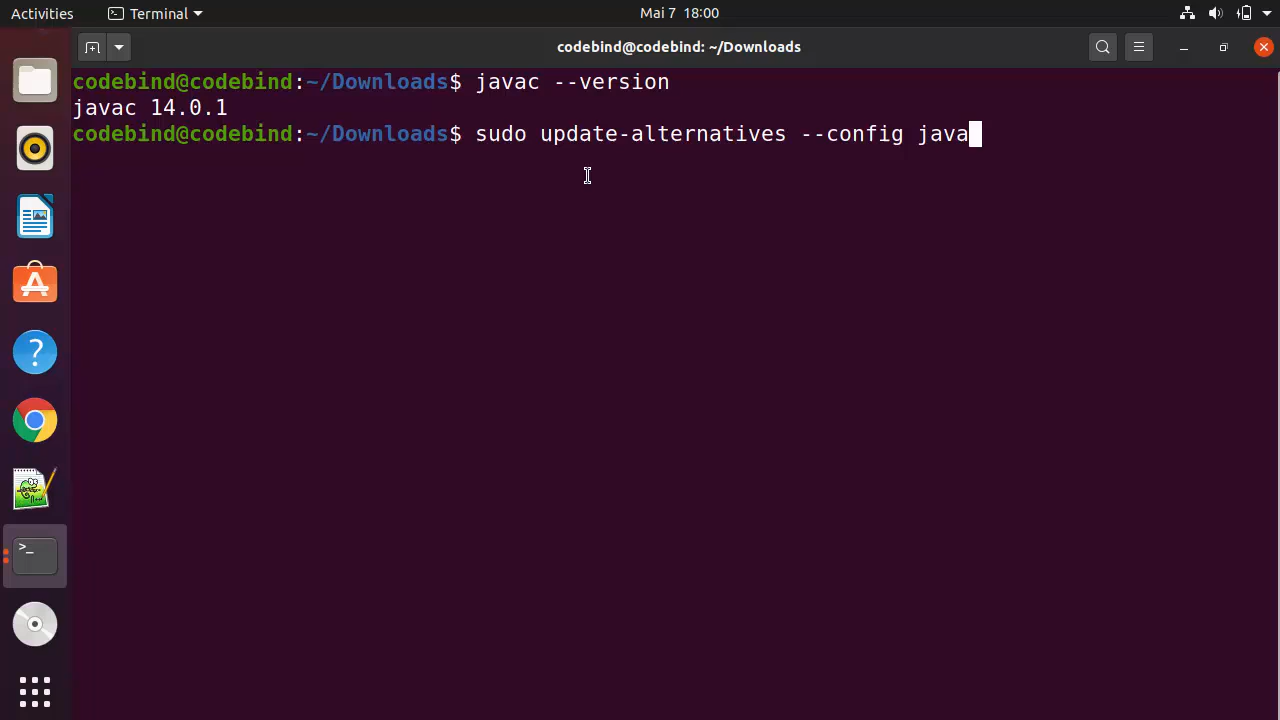 Activities
Terminal
Mai 7 18:00
codebind@codebind: ~/Downloads
codebind@codebind:~/Downloads$ javac --version
javac 14.0.1
codebind@codebind:~/Downloads$ sudo update-alternatives --config java